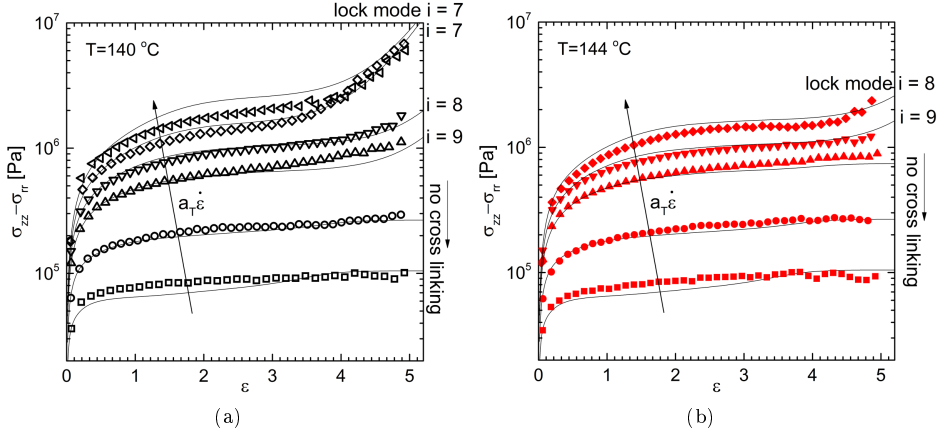 lock mode i = 7
i = 7
T=140 °C
i = 8
i = 9
no cross linking
a_T ε̇
σ_zz−σ_rr [Pa]
10^7
10^6
10^5
0 1 2 3 4 5
ε
(a)
T=144 °C
lock mode i = 8
i = 9
no cross linking
a_T ε̇
σ_zz−σ_rr [Pa]
10^7
10^6
10^5
0 1 2 3 4 5
ε
(b)